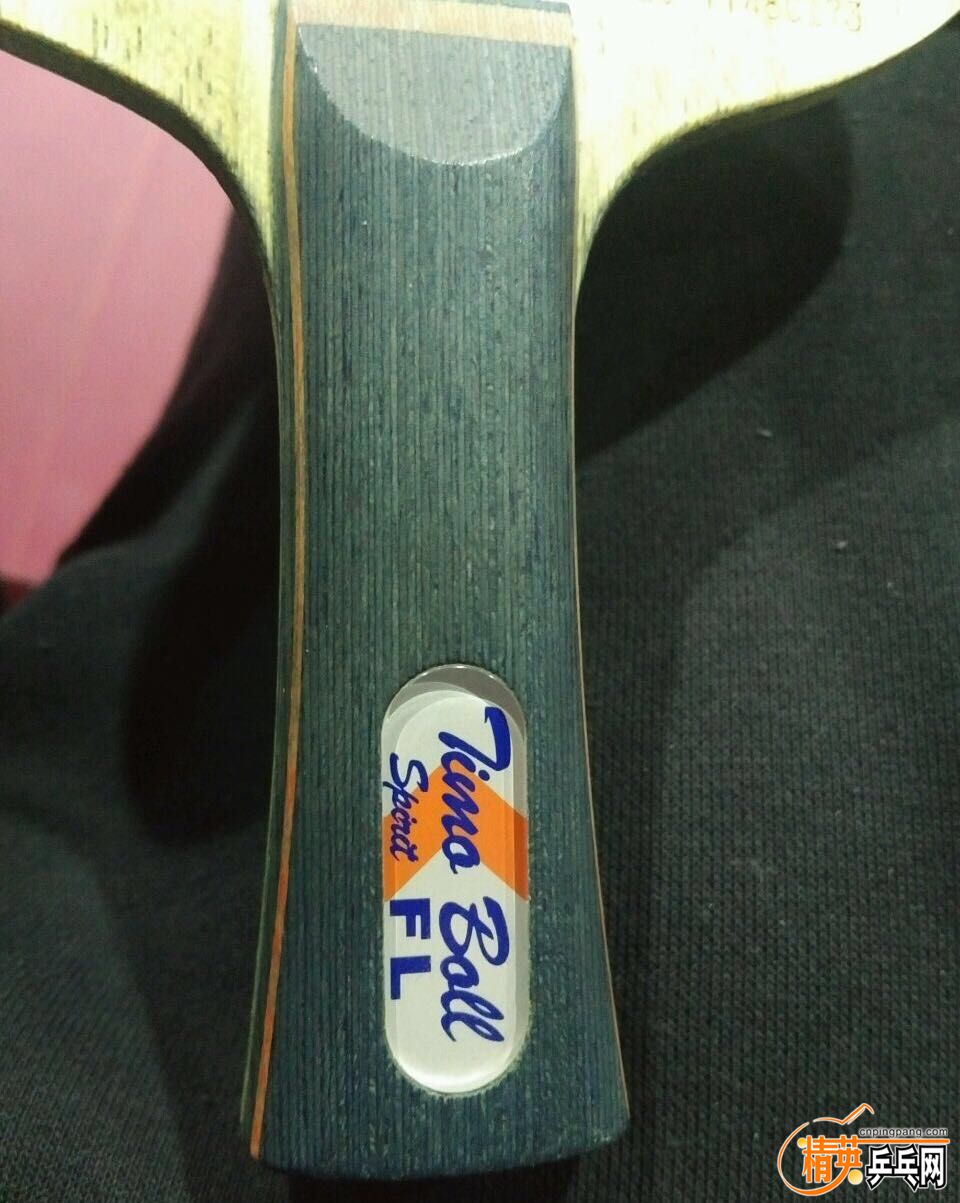 Timo Boll
Spirit
FL
cnpingpang.com
精英乒乓网